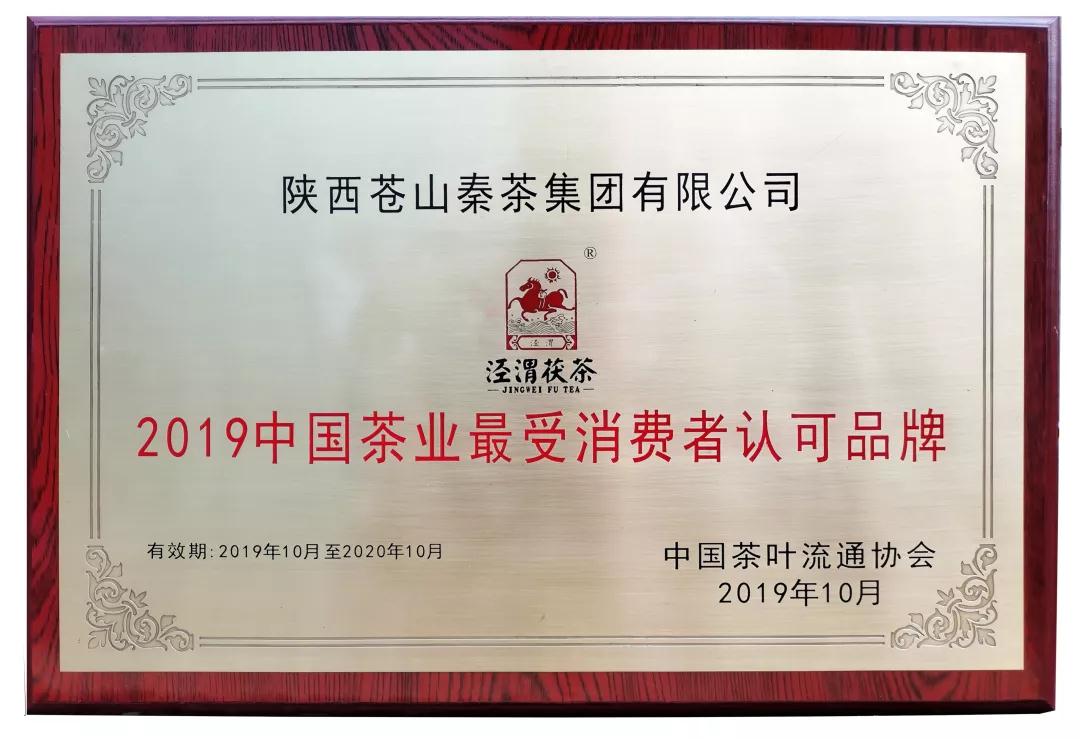 陕西苍山秦茶集团有限公司
®
泾渭
泾渭茯茶
JINGWEI FU TEA
2019中国茶业最受消费者认可品牌
有效期:2019年10月至2020年10月
中国茶叶流通协会
2019年10月